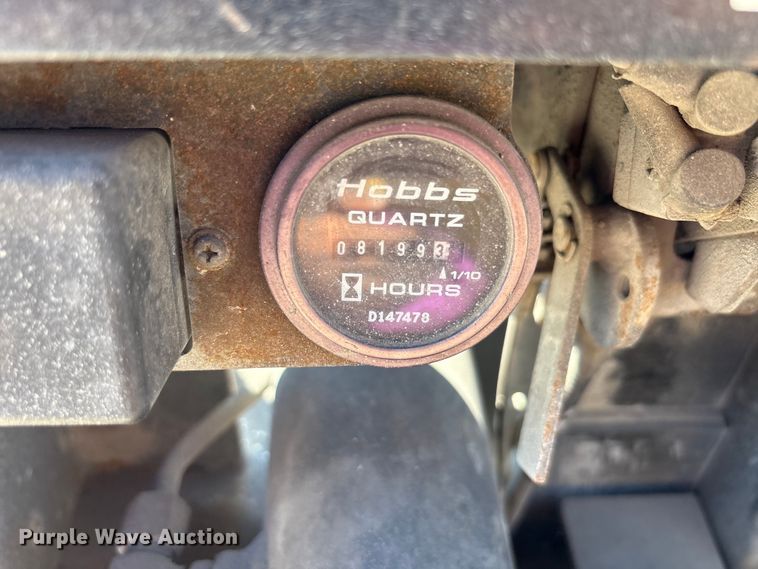 Hobbs
QUARTZ
081993
1/10
HOURS
D147478
Purple Wave Auction